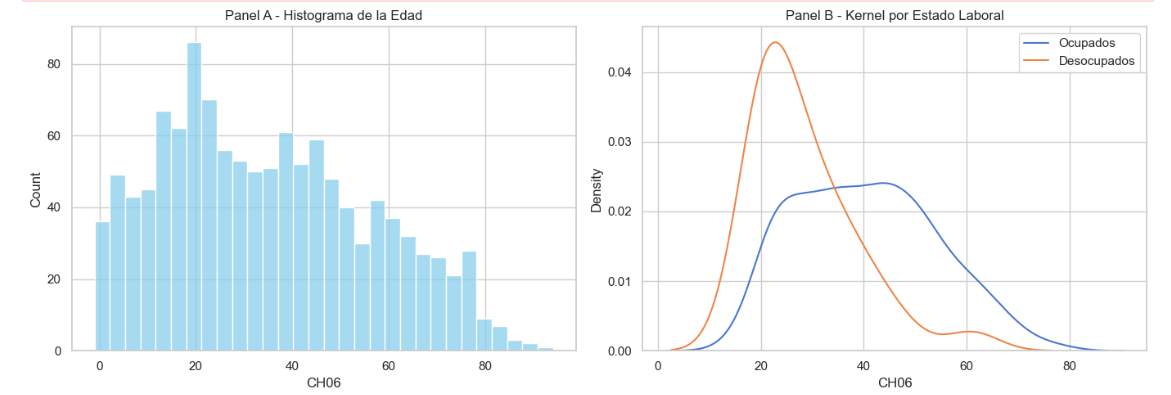 Panel A - Histograma de la Edad
80
60
40
20
0
Count
0 20 40 60 80
CH06
Panel B - Kernel por Estado Laboral
Ocupados
Desocupados
0.04
0.03
0.02
0.01
0.00
Density
0 20 40 60 80
CH06